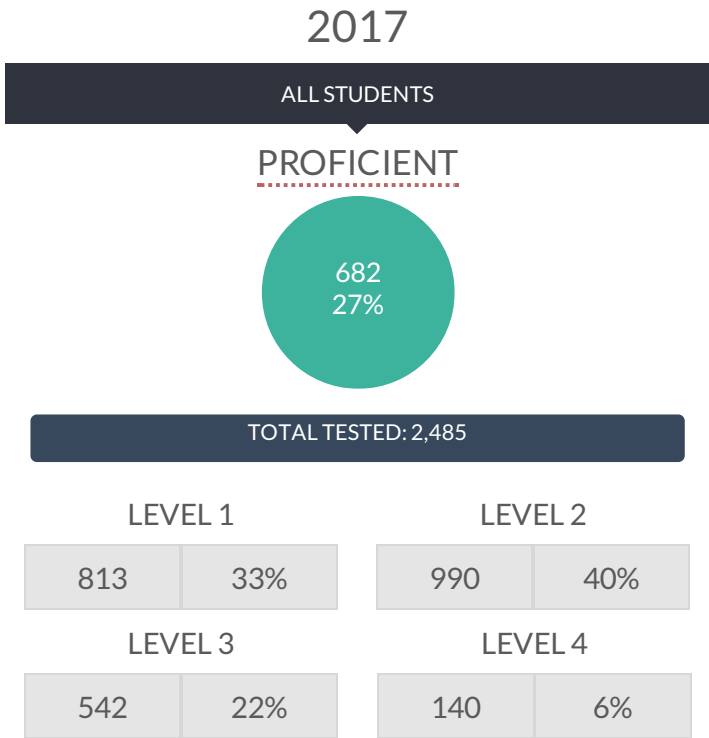 2017
ALL STUDENTS
PROFICIENT
682
27%
TOTAL TESTED: 2,485
LEVEL 1 LEVEL 2
813 33% 990 40%
LEVEL 3 LEVEL 4
542 22% 140 6%